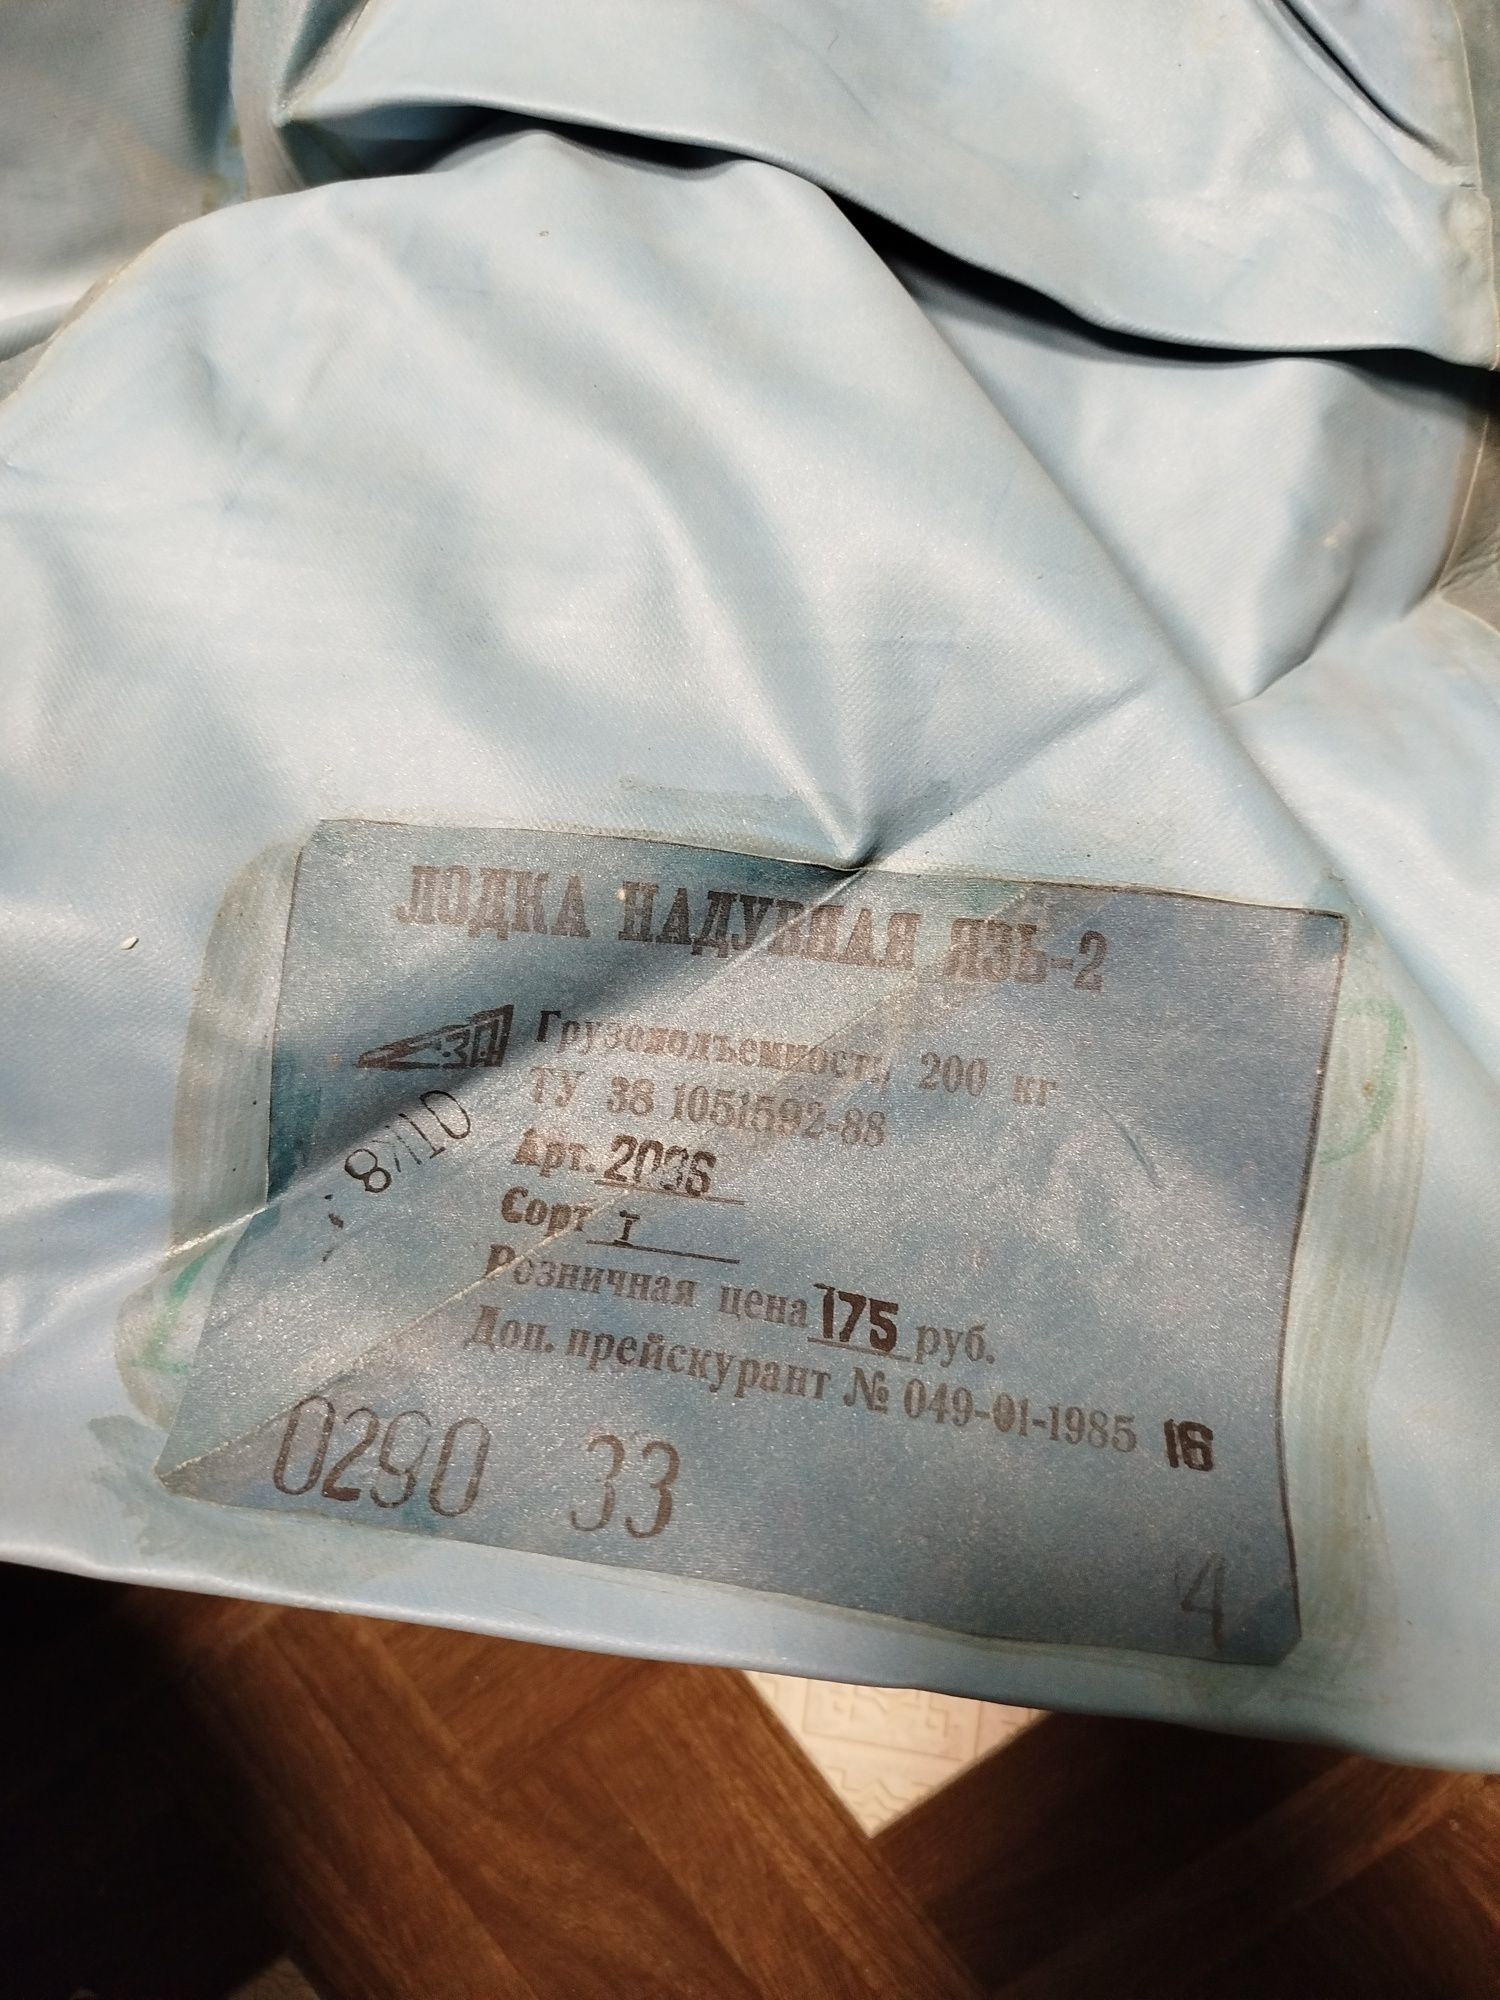 ЛОДКА НАДУВНАЯ ЯЗЬ-2
Грузоподъемность 200 кг
ТУ 38 1051592-88
Арт. 2036
Сорт I
Розничная цена 175 руб.
Доп. прейскурант № 049-01-1985 16
0290 33
4